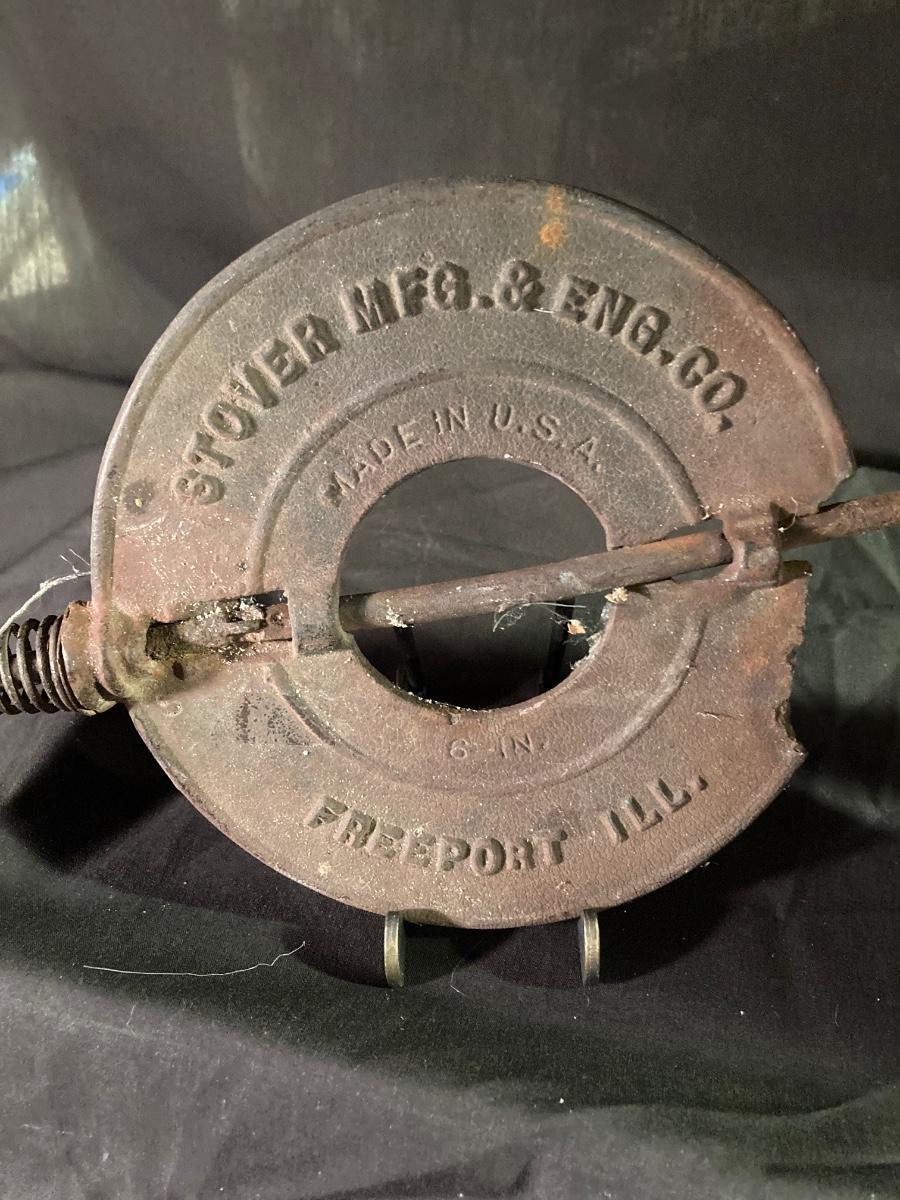 STOVER MFG. & ENG. CO.
MADE IN U.S.A.
6-IN.
FREEPORT ILL.